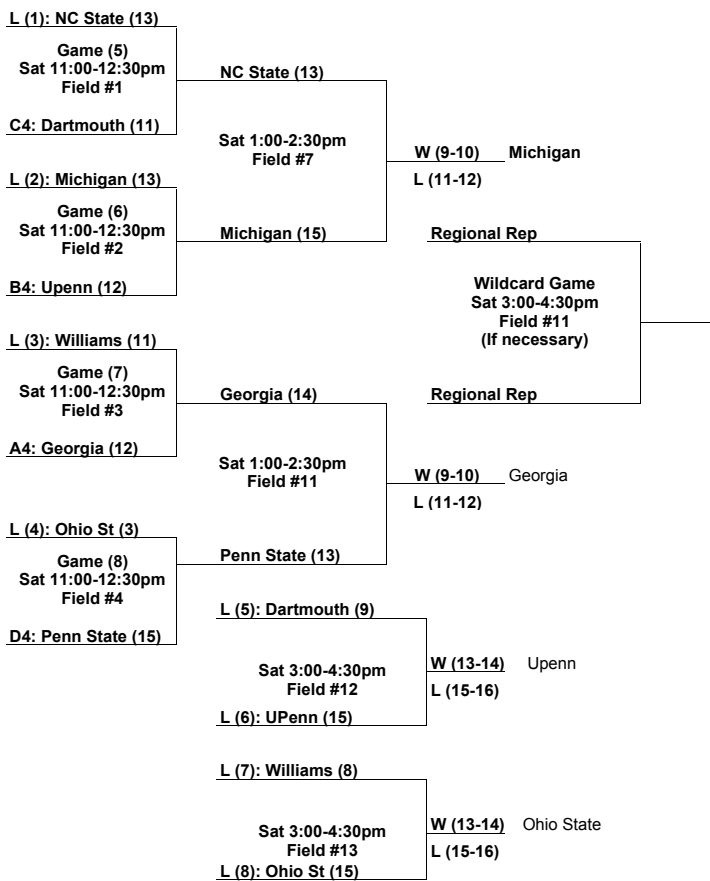 L (1): NC State (13)
Game (5)
Sat 11:00-12:30pm
Field #1
C4: Dartmouth (11)
NC State (13)
Sat 1:00-2:30pm
Field #7
W (9-10) Michigan
L (11-12)
L (2): Michigan (13)
Game (6)
Sat 11:00-12:30pm
Field #2
B4: Upenn (12)
Michigan (15)
Regional Rep
Wildcard Game
Sat 3:00-4:30pm
Field #11
(If necessary)
Regional Rep
L (3): Williams (11)
Game (7)
Sat 11:00-12:30pm
Field #3
A4: Georgia (12)
Georgia (14)
Sat 1:00-2:30pm
Field #11
W (9-10) Georgia
L (11-12)
L (4): Ohio St (3)
Game (8)
Sat 11:00-12:30pm
Field #4
D4: Penn State (15)
Penn State (13)
L (5): Dartmouth (9)
Sat 3:00-4:30pm
Field #12
L (6): UPenn (15)
W (13-14) Upenn
L (15-16)
L (7): Williams (8)
Sat 3:00-4:30pm
Field #13
L (8): Ohio St (15)
W (13-14) Ohio State
L (15-16)